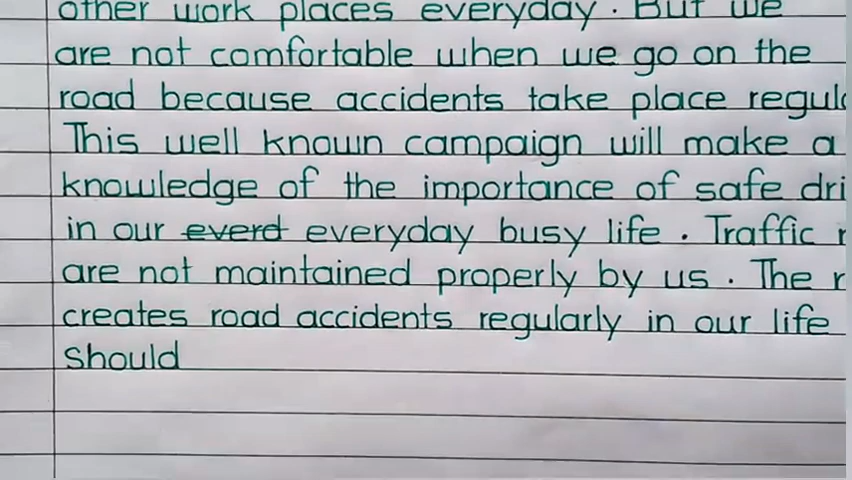 other work places everyday . But we
are not comfortable when we go on the
road because accidents take place
This well known campaign will make a
knowledge of the importance of safe
in our everd everyday busy life . Traffic
are not maintained properly by us . The
creates road accidents regularly in our life
should